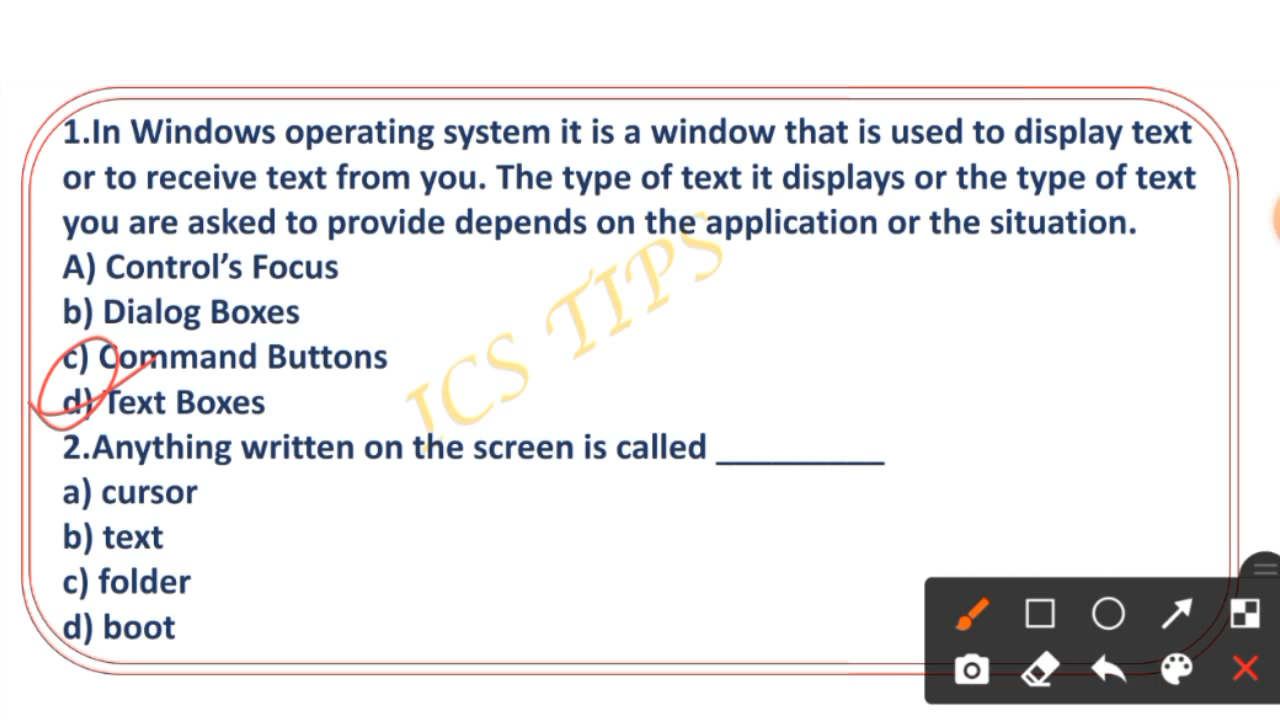 1.In Windows operating system it is a window that is used to display text
or to receive text from you. The type of text it displays or the type of text
you are asked to provide depends on the application or the situation.
A) Control’s Focus
b) Dialog Boxes
c) Command Buttons
d) Text Boxes
2.Anything written on the screen is called _________
a) cursor
b) text
c) folder
d) boot
ICS TIPS